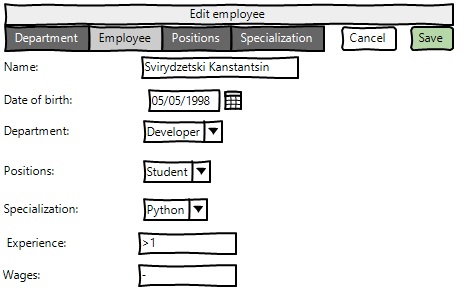 Edit employee
Department Employee Positions Specialization Cancel Save
Name: Svirydzetski Kanstantsin
Date of birth: 05/05/1998
Department: Developer
Positions: Student
Specialization: Python
Experience: >1
Wages: -